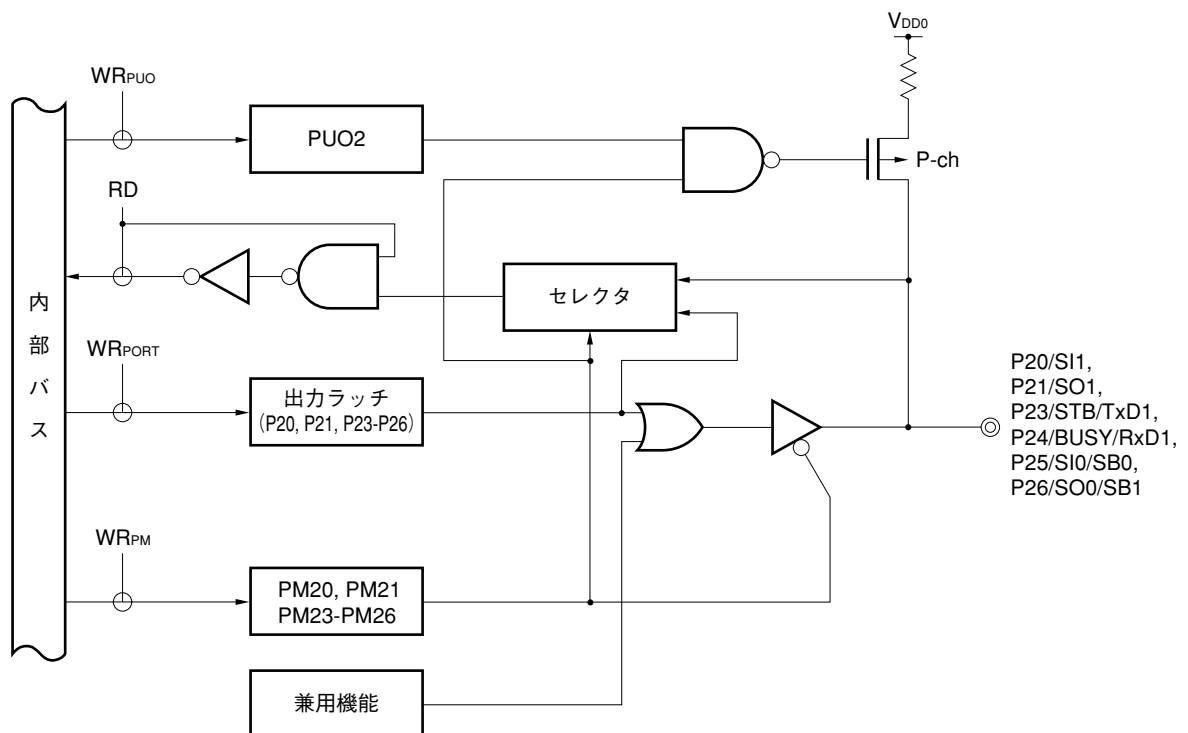 VDD0
WRPUO
PUO2
P-ch
RD
セレクタ
内部バス
WRPORT
出力ラッチ
(P20, P21, P23-P26)
P20/SI1,
P21/SO1,
P23/STB/TxD1,
P24/BUSY/RxD1,
P25/SI0/SB0,
P26/SO0/SB1
WRPM
PM20, PM21
PM23-PM26
兼用機能